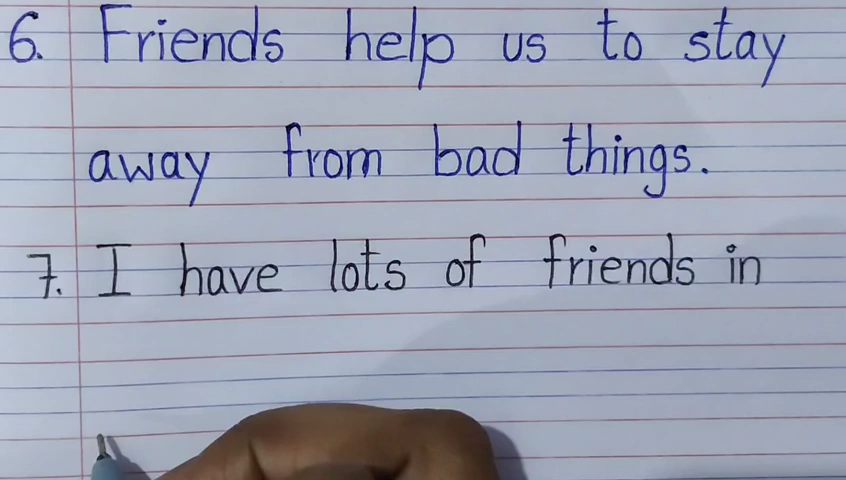 6. Friends help us to stay
away from bad things.
7. I have lots of friends in